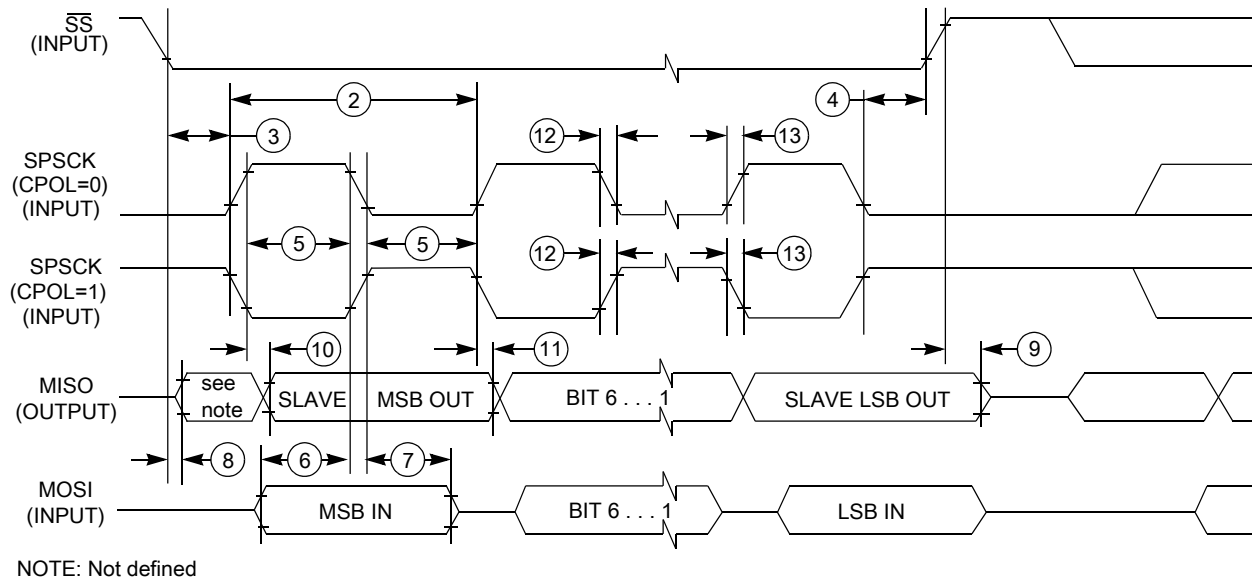 SS
(INPUT)
2
4
3
12
13
SPSCK
(CPOL=0)
(INPUT)
5
5
12
13
SPSCK
(CPOL=1)
(INPUT)
10
11
9
MISO
(OUTPUT)
see
note
SLAVE
MSB OUT
BIT 6 . . . 1
SLAVE LSB OUT
8
6
7
MOSI
(INPUT)
MSB IN
BIT 6 . . . 1
LSB IN
NOTE: Not defined